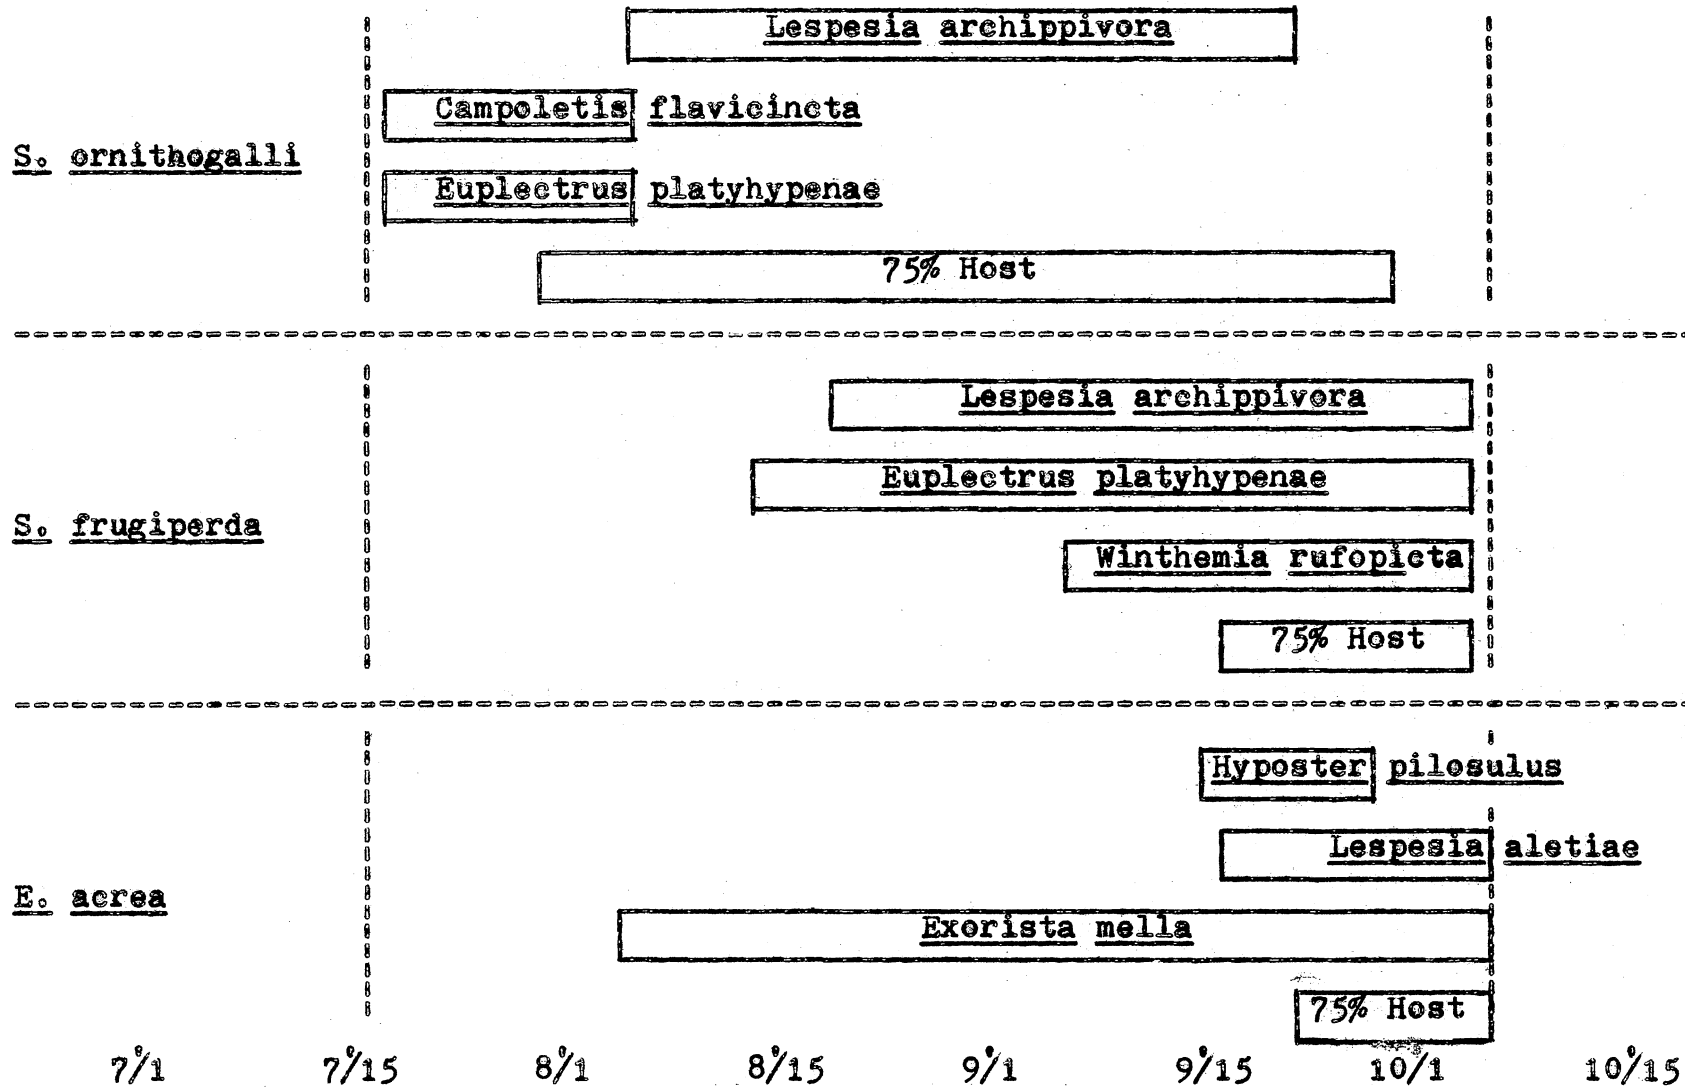 Lespesia archippivora
Campoletis flavicincta
S. ornithogalli
Euplectrus platyhypenae
75% Host
Lespesia archippivora
Euplectrus platyhypenae
S. frugiperda
Winthemia rufopicta
75% Host
Hyposter pilosulus
Lespesia aletiae
E. acrea
Exorista mella
75% Host
7/1 7/15 8/1 8/15 9/1 9/15 10/1 10/15